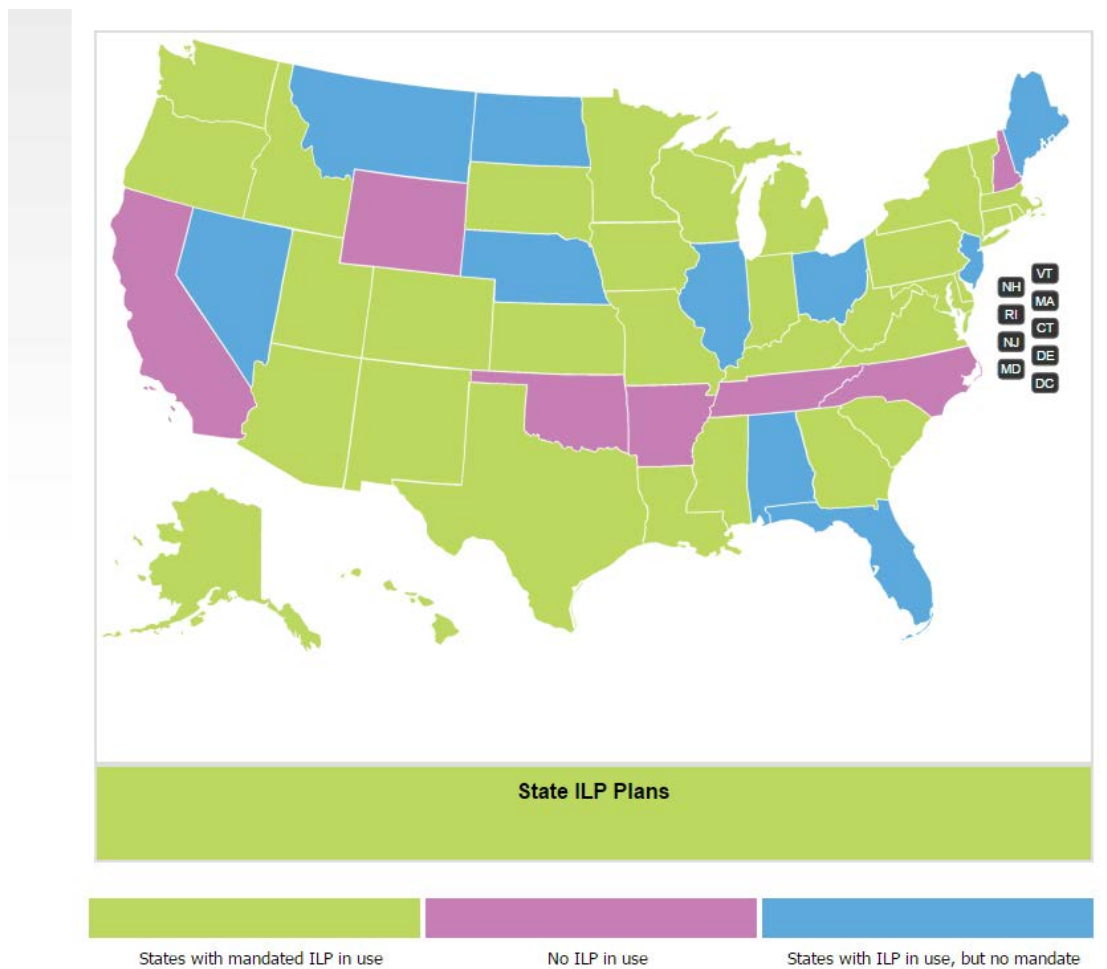 VT
NH
MA
RI
CT
NJ
DE
MD
DC
State ILP Plans
States with mandated ILP in use
No ILP in use
States with ILP in use, but no mandate